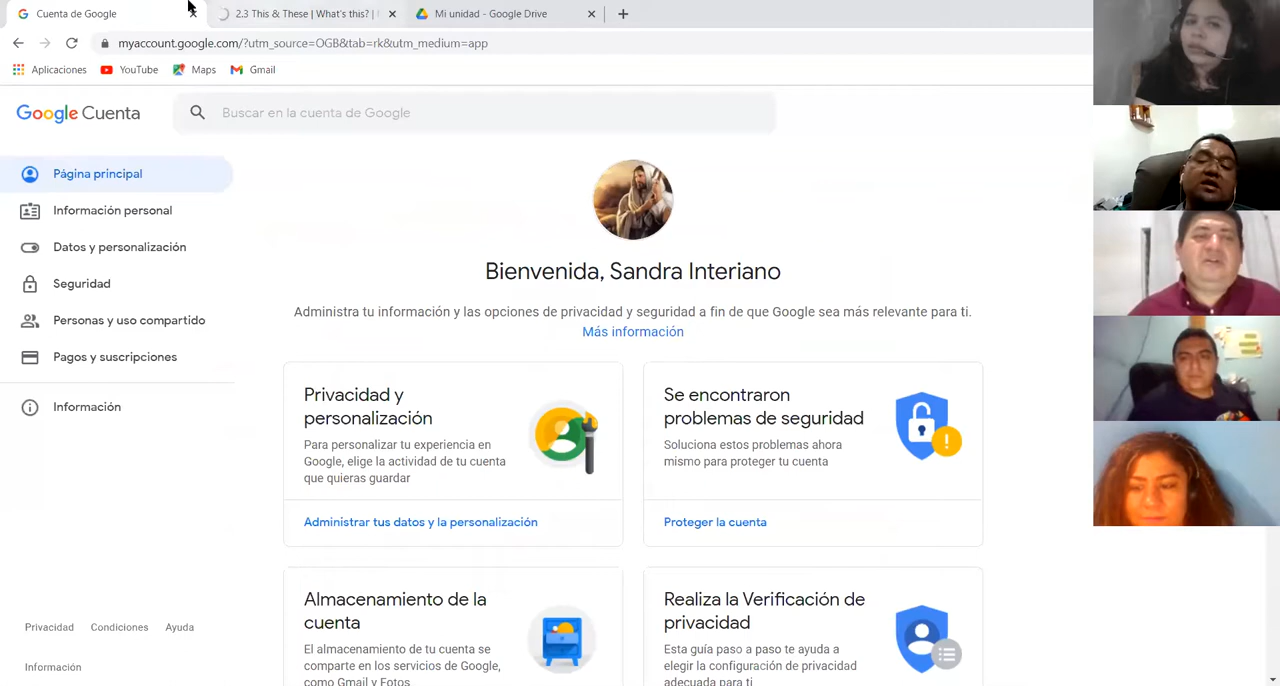 Cuenta de Google
2.3 This & These | What's this? |
Mi unidad - Google Drive
myaccount.google.com/?utm_source=OGB&tab=rk&utm_medium=app
Aplicaciones
YouTube
Maps
Gmail
Google Cuenta
Buscar en la cuenta de Google
Página principal
Información personal
Datos y personalización
Seguridad
Personas y uso compartido
Pagos y suscripciones
Información
Bienvenida, Sandra Interiano
Administra tu información y las opciones de privacidad y seguridad a fin de que Google sea más relevante para ti.
Más información
Privacidad y
personalización
Para personalizar tu experiencia en
Google, elige la actividad de tu cuenta
que quieras guardar
Administrar tus datos y la personalización
Se encontraron
problemas de seguridad
Soluciona estos problemas ahora
mismo para proteger tu cuenta
Proteger la cuenta
Almacenamiento de la
cuenta
El almacenamiento de tu cuenta se
comparte en los servicios de Google,
como Gmail y Fotos
Realiza la Verificación de
privacidad
Esta guía paso a paso te ayuda a
elegir la configuración de privacidad
adecuada para ti
Privacidad
Condiciones
Ayuda
Información